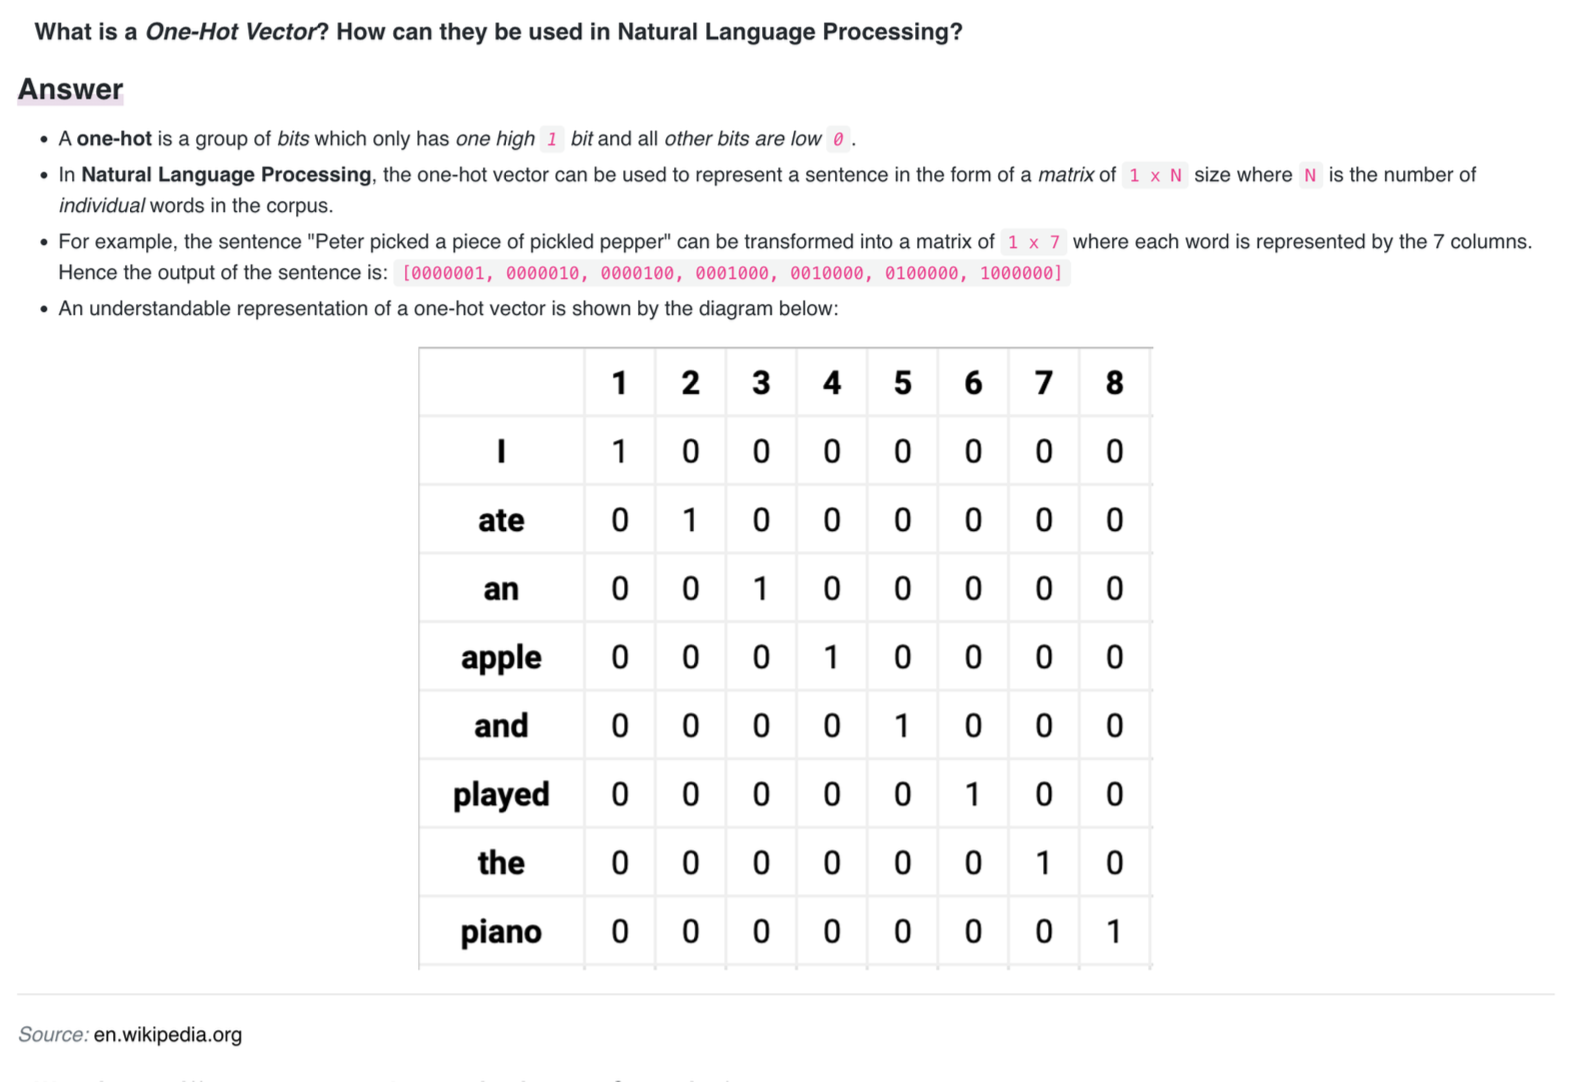 What is a One-Hot Vector? How can they be used in Natural Language Processing?
Answer
• A one-hot is a group of bits which only has one high 1 bit and all other bits are low 0 .
• In Natural Language Processing, the one-hot vector can be used to represent a sentence in the form of a matrix of 1 x N size where N is the number of
individual words in the corpus.
• For example, the sentence "Peter picked a piece of pickled pepper" can be transformed into a matrix of 1 x 7 where each word is represented by the 7 columns.
Hence the output of the sentence is: [0000001, 0000010, 0000100, 0001000, 0010000, 0100000, 1000000]
• An understandable representation of a one-hot vector is shown by the diagram below:
1 2 3 4 5 6 7 8
I 1 0 0 0 0 0 0 0
ate 0 1 0 0 0 0 0 0
an 0 0 1 0 0 0 0 0
apple 0 0 0 1 0 0 0 0
and 0 0 0 0 1 0 0 0
played 0 0 0 0 0 1 0 0
the 0 0 0 0 0 0 1 0
piano 0 0 0 0 0 0 0 1
Source: en.wikipedia.org